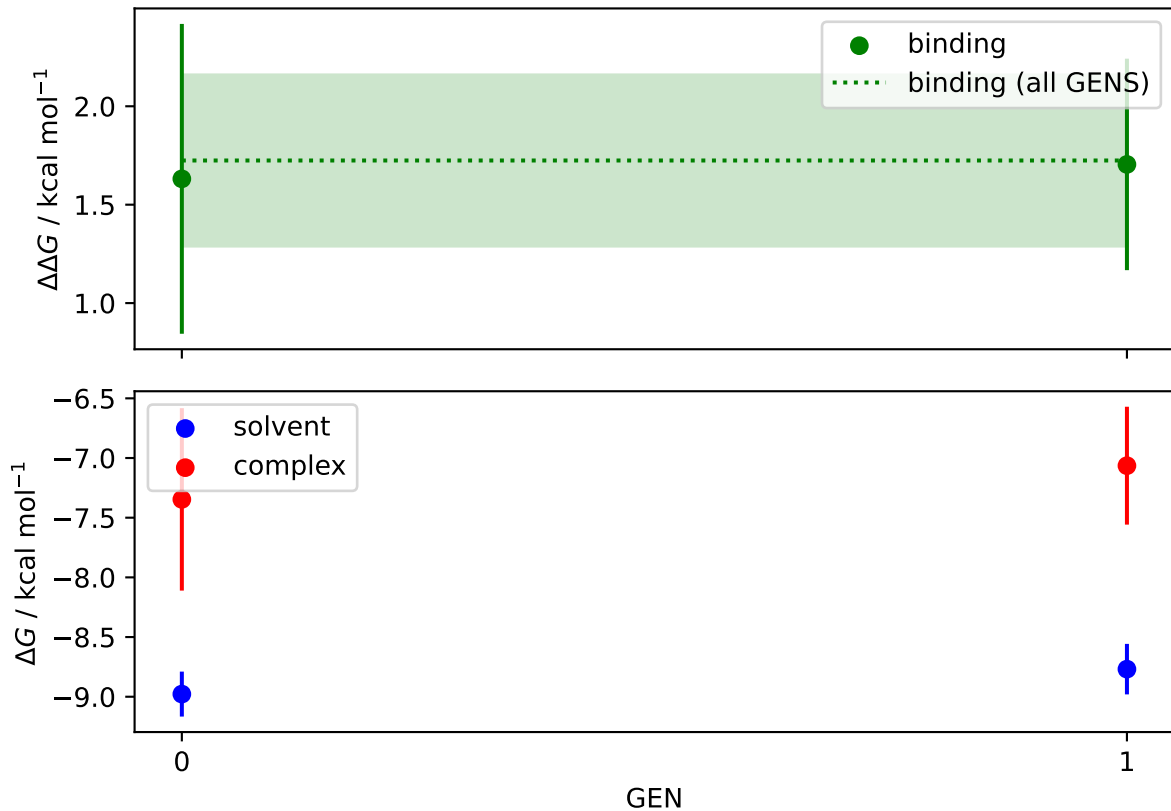 binding
binding (all GENS)
ΔΔG / kcal mol⁻¹
2.0
1.5
1.0
solvent
complex
ΔG / kcal mol⁻¹
−6.5
−7.0
−7.5
−8.0
−8.5
−9.0
0
1
GEN